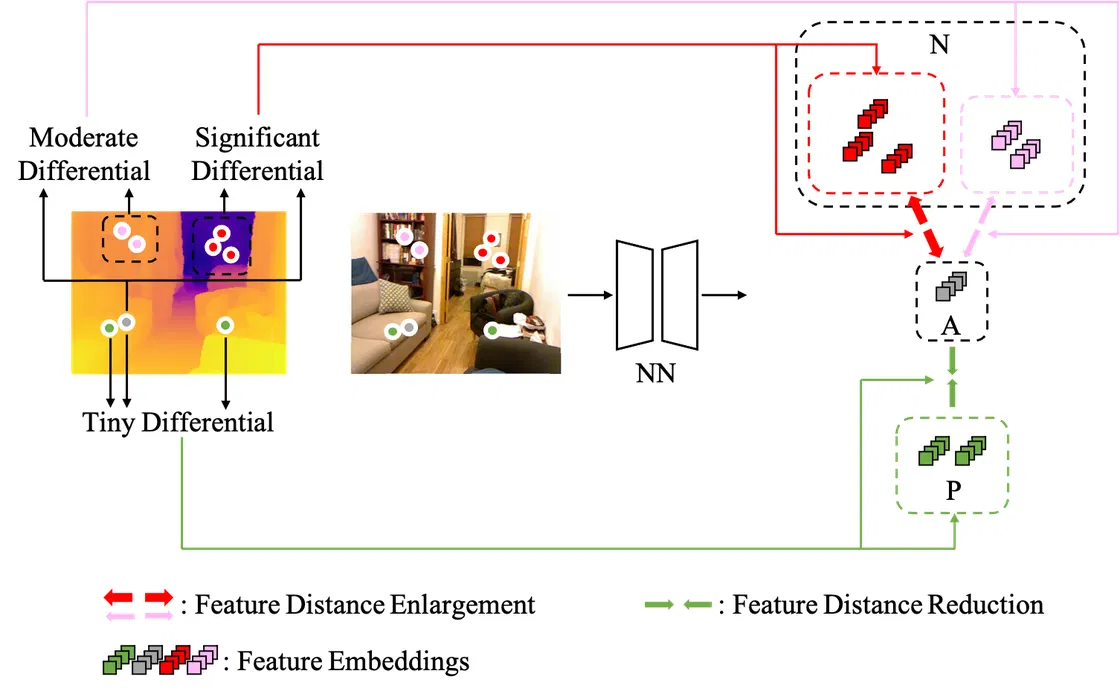 N
Moderate
Differential
Significant
Differential
A
NN
Tiny Differential
P
: Feature Distance Enlargement
: Feature Distance Reduction
: Feature Embeddings